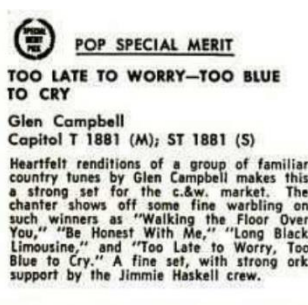 SPECIAL
MERIT
PICK
POP SPECIAL MERIT
TOO LATE TO WORRY—TOO BLUE
TO CRY
Glen Campbell
Capitol T 1881 (M); ST 1881 (S)
Heartfelt renditions of a group of familiar
country tunes by Glen Campbell makes this
a strong set for the c.&w. market. The
chanter shows off some fine warbling on
such winners as "Walking the Floor Over
You," "Be Honest With Me," "Long Black
Limousine," and "Too Late to Worry, Too
Blue to Cry." A fine set, with strong ork
support by the Jimmie Haskell crew.